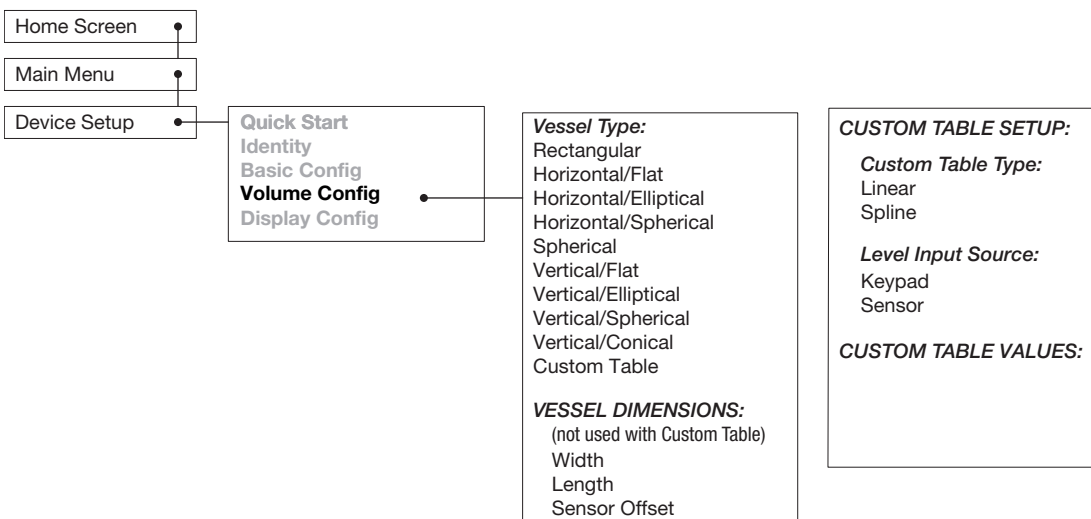 Home Screen
Main Menu
Device Setup
Quick Start
Identity
Basic Config
Volume Config
Display Config
Vessel Type:
Rectangular
Horizontal/Flat
Horizontal/Elliptical
Horizontal/Spherical
Spherical
Vertical/Flat
Vertical/Elliptical
Vertical/Spherical
Vertical/Conical
Custom Table
VESSEL DIMENSIONS:
(not used with Custom Table)
Width
Length
Sensor Offset
CUSTOM TABLE SETUP:
Custom Table Type:
Linear
Spline
Level Input Source:
Keypad
Sensor
CUSTOM TABLE VALUES: